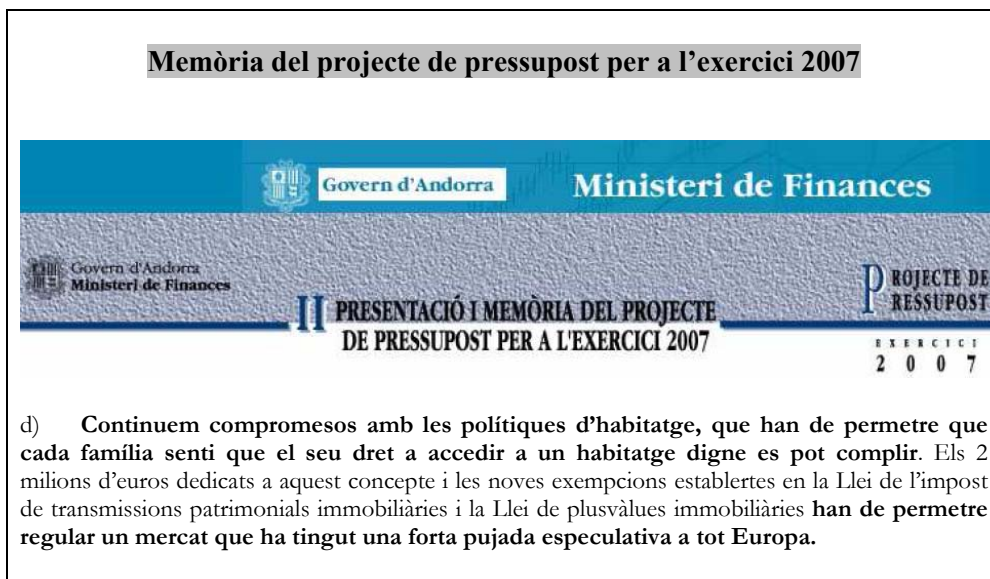 Memòria del projecte de pressupost per a l’exercici 2007
Govern d’Andorra
Ministeri de Finances
Govern d'Andorra
Ministeri de Finances
II PRESENTACIÓ I MEMÒRIA DEL PROJECTE
DE PRESSUPOST PER A L'EXERCICI 2007
PROJECTE DE
RESSUPOST
EXERCICI
2007
d) Continuem compromesos amb les polítiques d’habitatge, que han de permetre que
cada família senti que el seu dret a accedir a un habitatge digne es pot complir. Els 2
milions d’euros dedicats a aquest concepte i les noves exempcions establertes en la Llei de l’impost
de transmissions patrimonials immobiliàries i la Llei de plusvàlues immobiliàries han de permetre
regular un mercat que ha tingut una forta pujada especulativa a tot Europa.